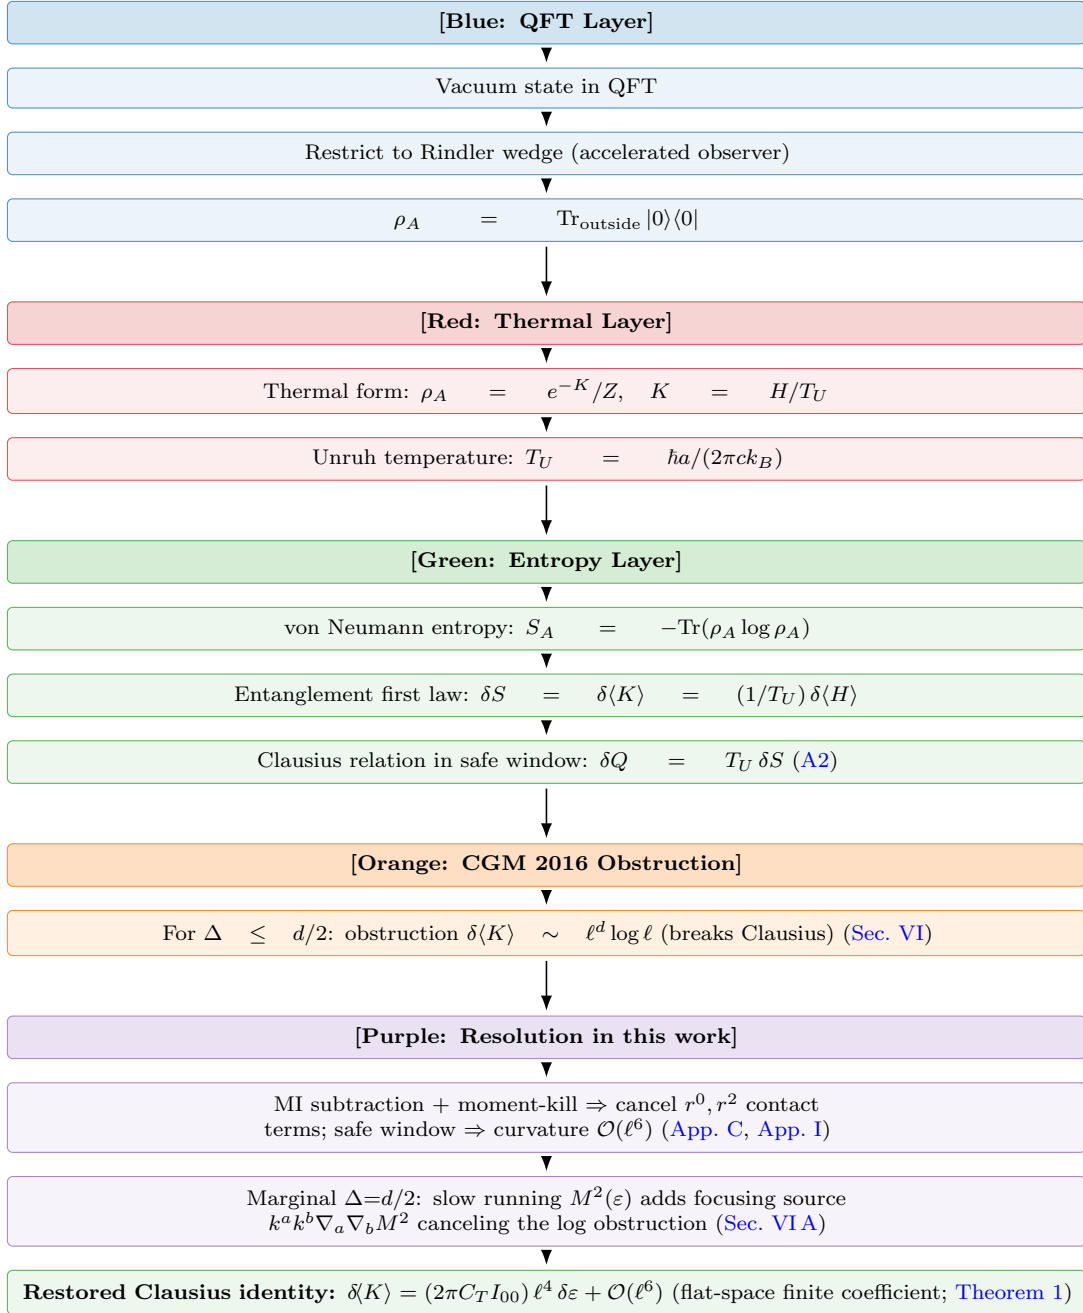 [Blue: QFT Layer]
Vacuum state in QFT
Restrict to Rindler wedge (accelerated observer)
ρ_A = Tr_outside |0⟩⟨0|
[Red: Thermal Layer]
Thermal form: ρ_A = e^{−K}/Z, K = H/T_U
Unruh temperature: T_U = ℏa/(2πck_B)
[Green: Entropy Layer]
von Neumann entropy: S_A = −Tr(ρ_A log ρ_A)
Entanglement first law: δS = δ⟨K⟩ = (1/T_U) δ⟨H⟩
Clausius relation in safe window: δQ = T_U δS (A2)
[Orange: CGM 2016 Obstruction]
For Δ ≤ d/2: obstruction δ⟨K⟩ ∼ ℓ^d log ℓ (breaks Clausius) (Sec. VI)
[Purple: Resolution in this work]
MI subtraction + moment-kill ⇒ cancel r^0, r^2 contact
terms; safe window ⇒ curvature 𝒪(ℓ^6) (App. C, App. I)
Marginal Δ=d/2: slow running M^2(ε) adds focusing source
k^a k^b ∇_a ∇_b M^2 canceling the log obstruction (Sec. VI A)
Restored Clausius identity: δ⟨K⟩ = (2πC_T I_00) ℓ^4 δε + 𝒪(ℓ^6) (flat-space finite coefficient; Theorem 1)